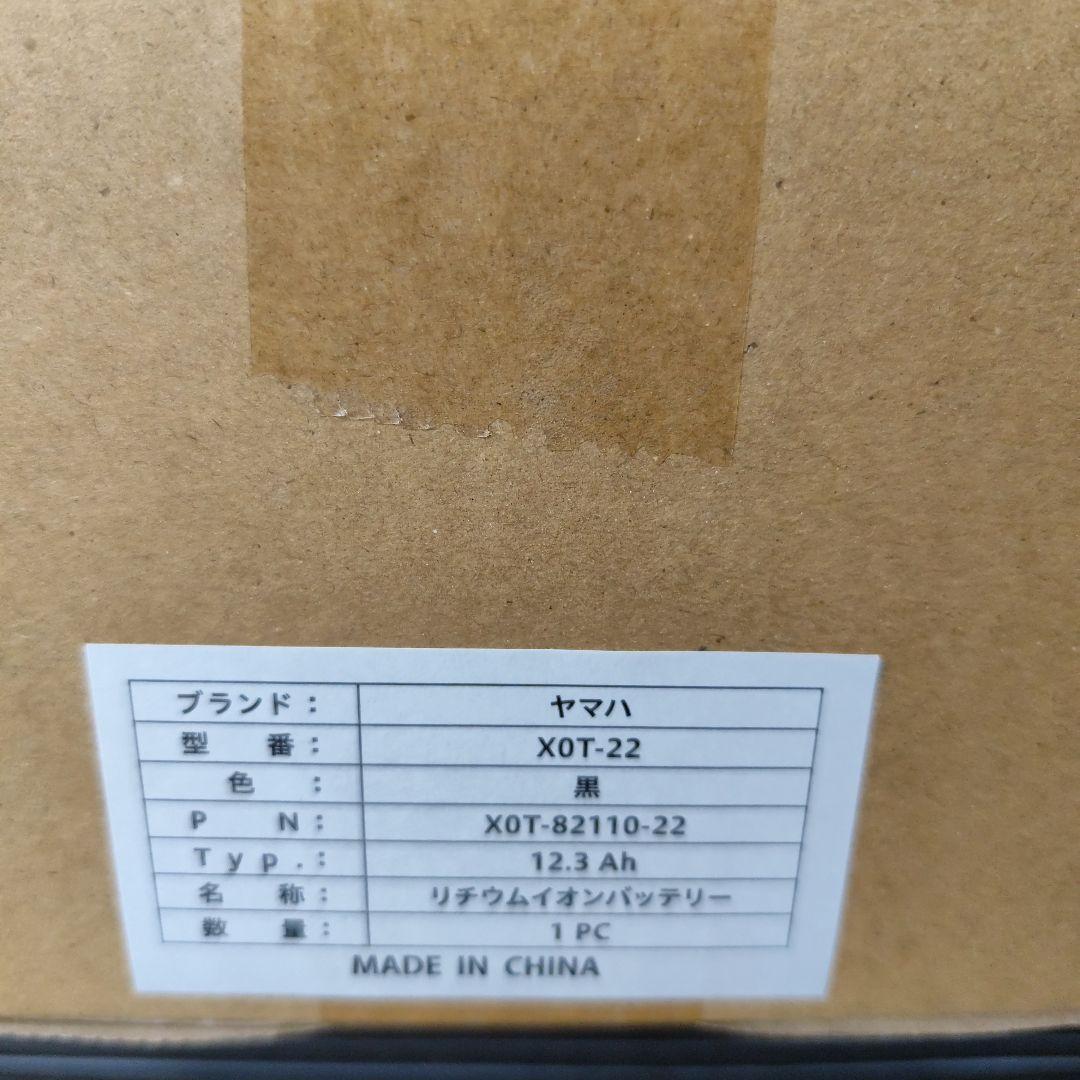 ブランド： ヤマハ
型 番： X0T-22
色 ： 黒
P N： X0T-82110-22
Typ.： 12.3 Ah
名 称： リチウムイオンバッテリー
数 量： 1 PC
MADE IN CHINA